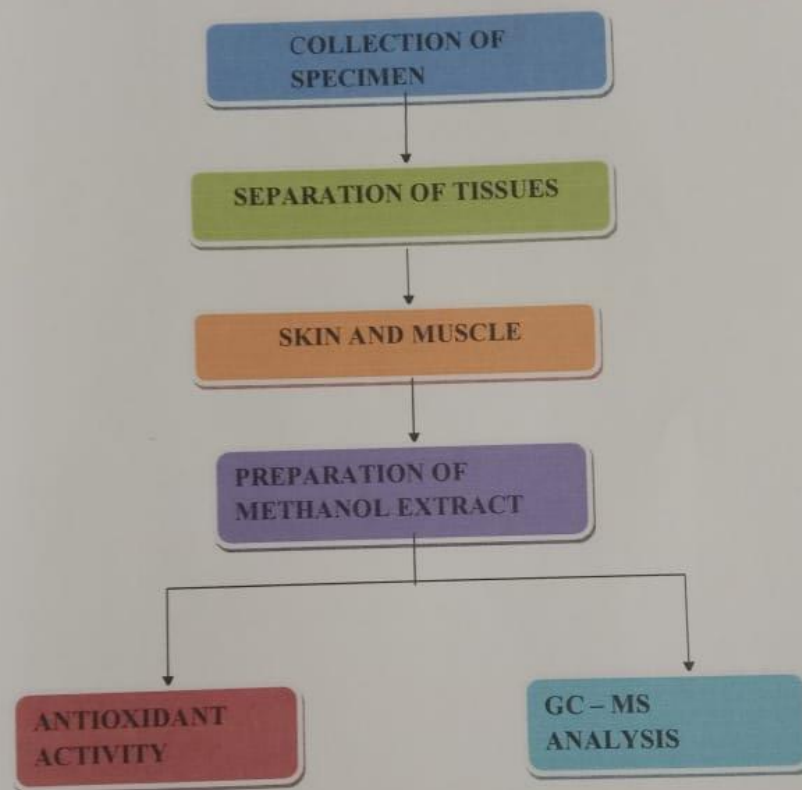 COLLECTION OF
SPECIMEN
SEPARATION OF TISSUES
SKIN AND MUSCLE
PREPARATION OF
METHANOL EXTRACT
ANTIOXIDANT
ACTIVITY
GC – MS
ANALYSIS